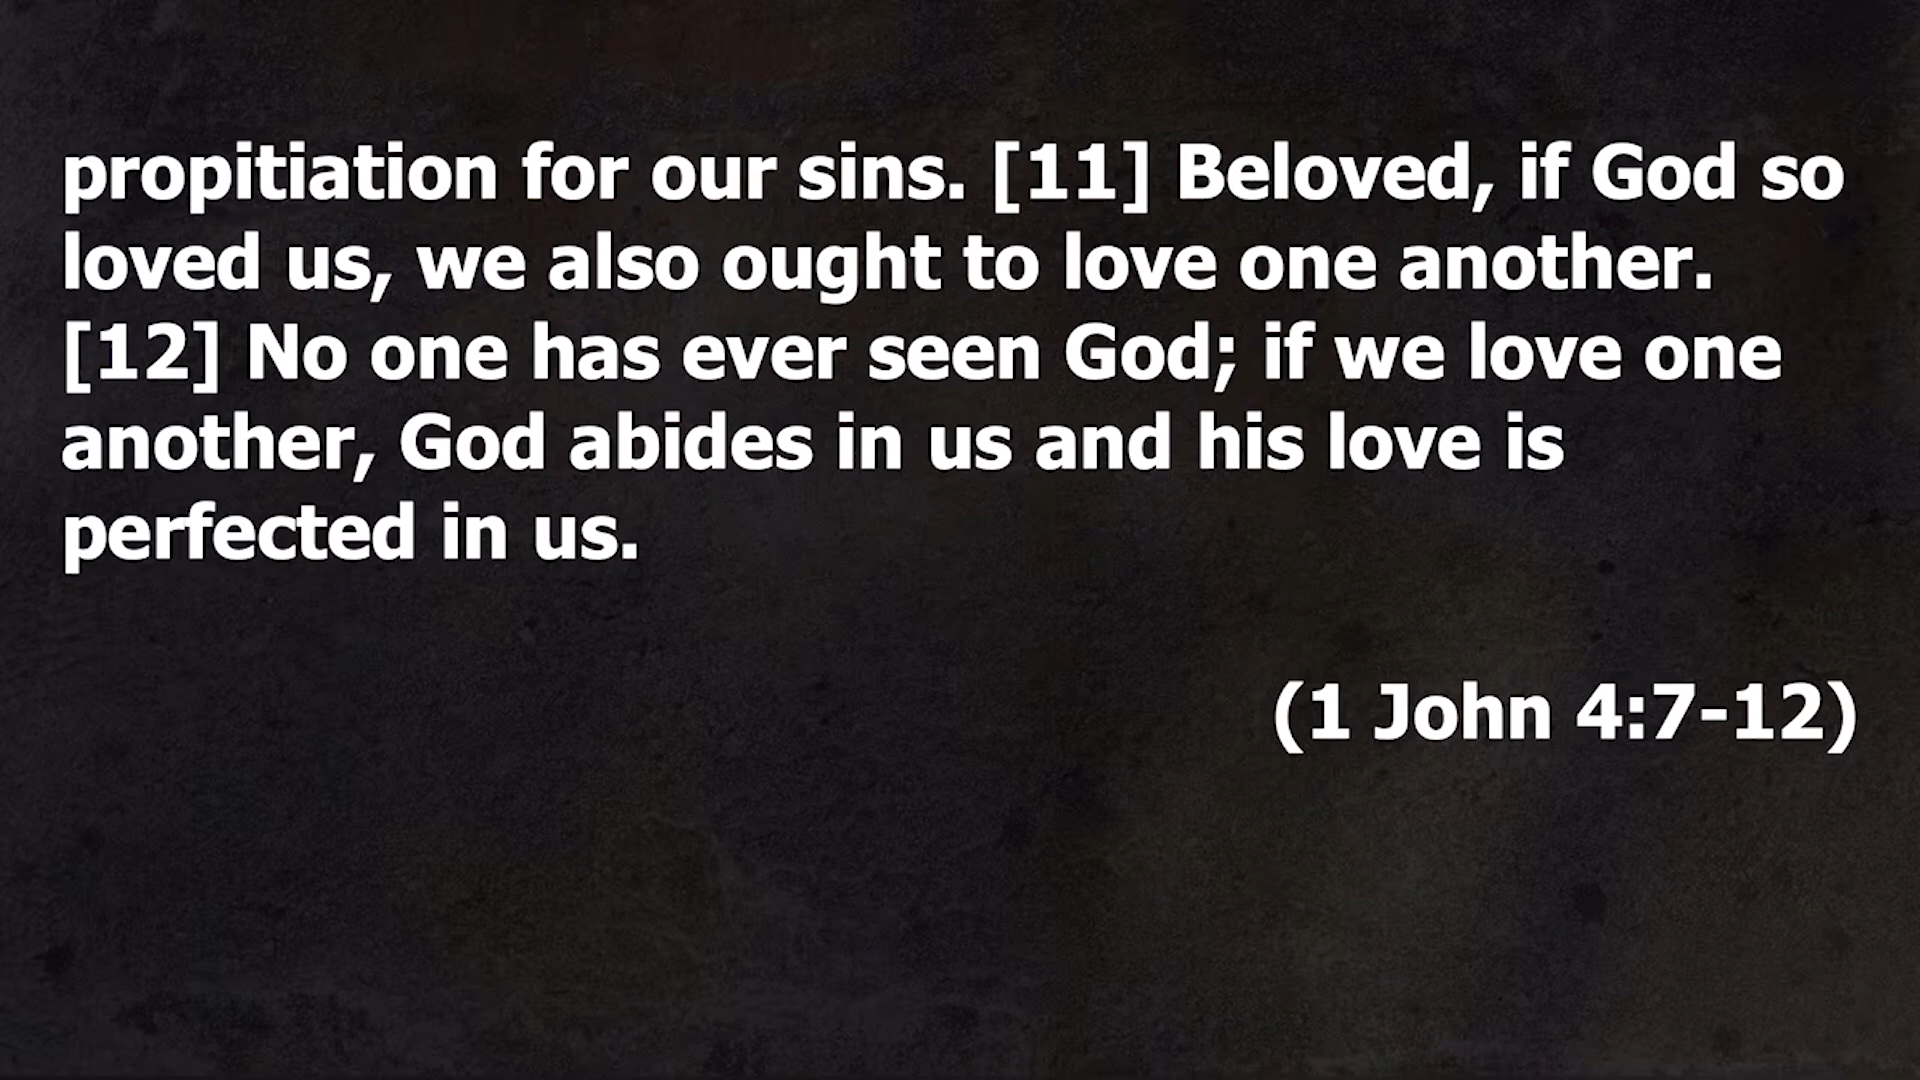 propitiation for our sins. [11] Beloved, if God so
loved us, we also ought to love one another.
[12] No one has ever seen God; if we love one
another, God abides in us and his love is
perfected in us.
(1 John 4:7-12)